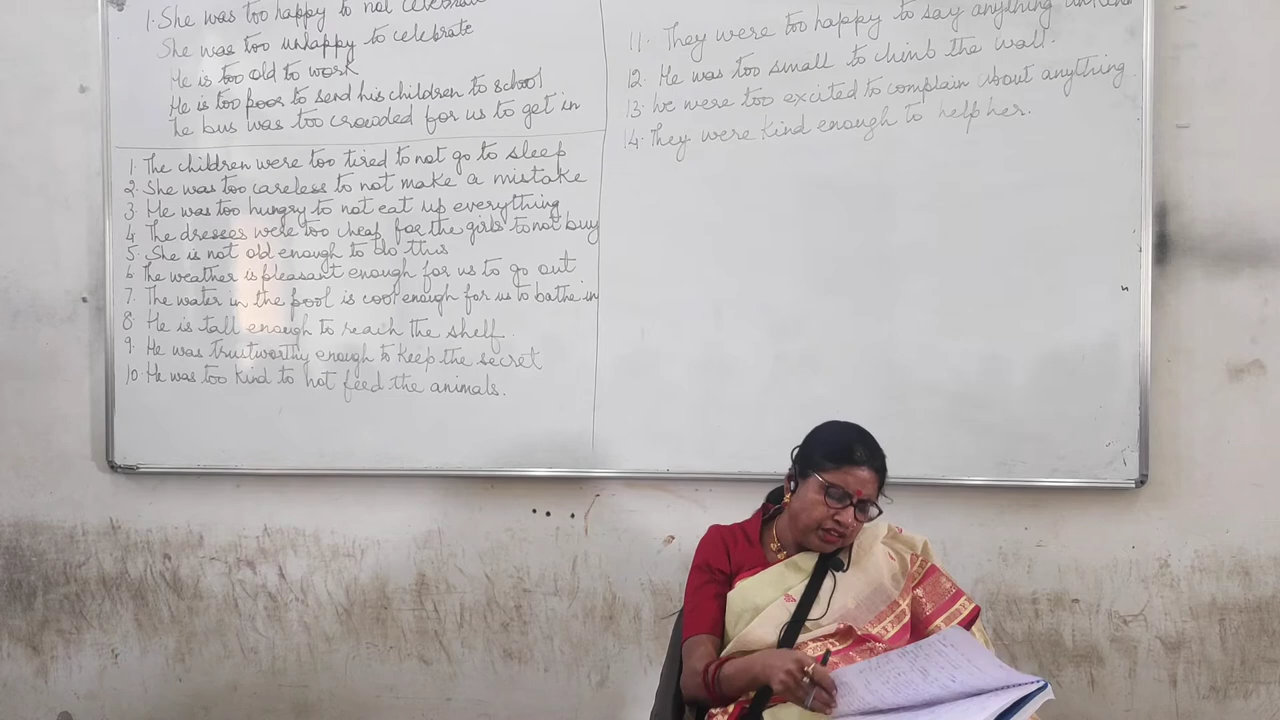 1. She was too happy to not celebrate
She was too unhappy to celebrate
He is too old to work
He is too poor to send his children to school
The bus was too crowded for us to get in
1. The children were too tired to not go to sleep
2. She was too careless to not make a mistake
3. He was too hungry to not eat up everything
4 The dresses were too cheap for the girls to not buy
5. She is not old enough to do this
6. The weather is pleasant enough for us to go out
7. The water in the pool is cool enough for us to bathe in
8. He is tall enough to reach the shelf.
9. He was trustworthy enough to keep the secret
10. He was too kind to not feed the animals.
11. They were too happy to say anything unkind
12. He was too small to climb the wall.
13. We were too excited to complain about anything.
14. They were kind enough to help her.